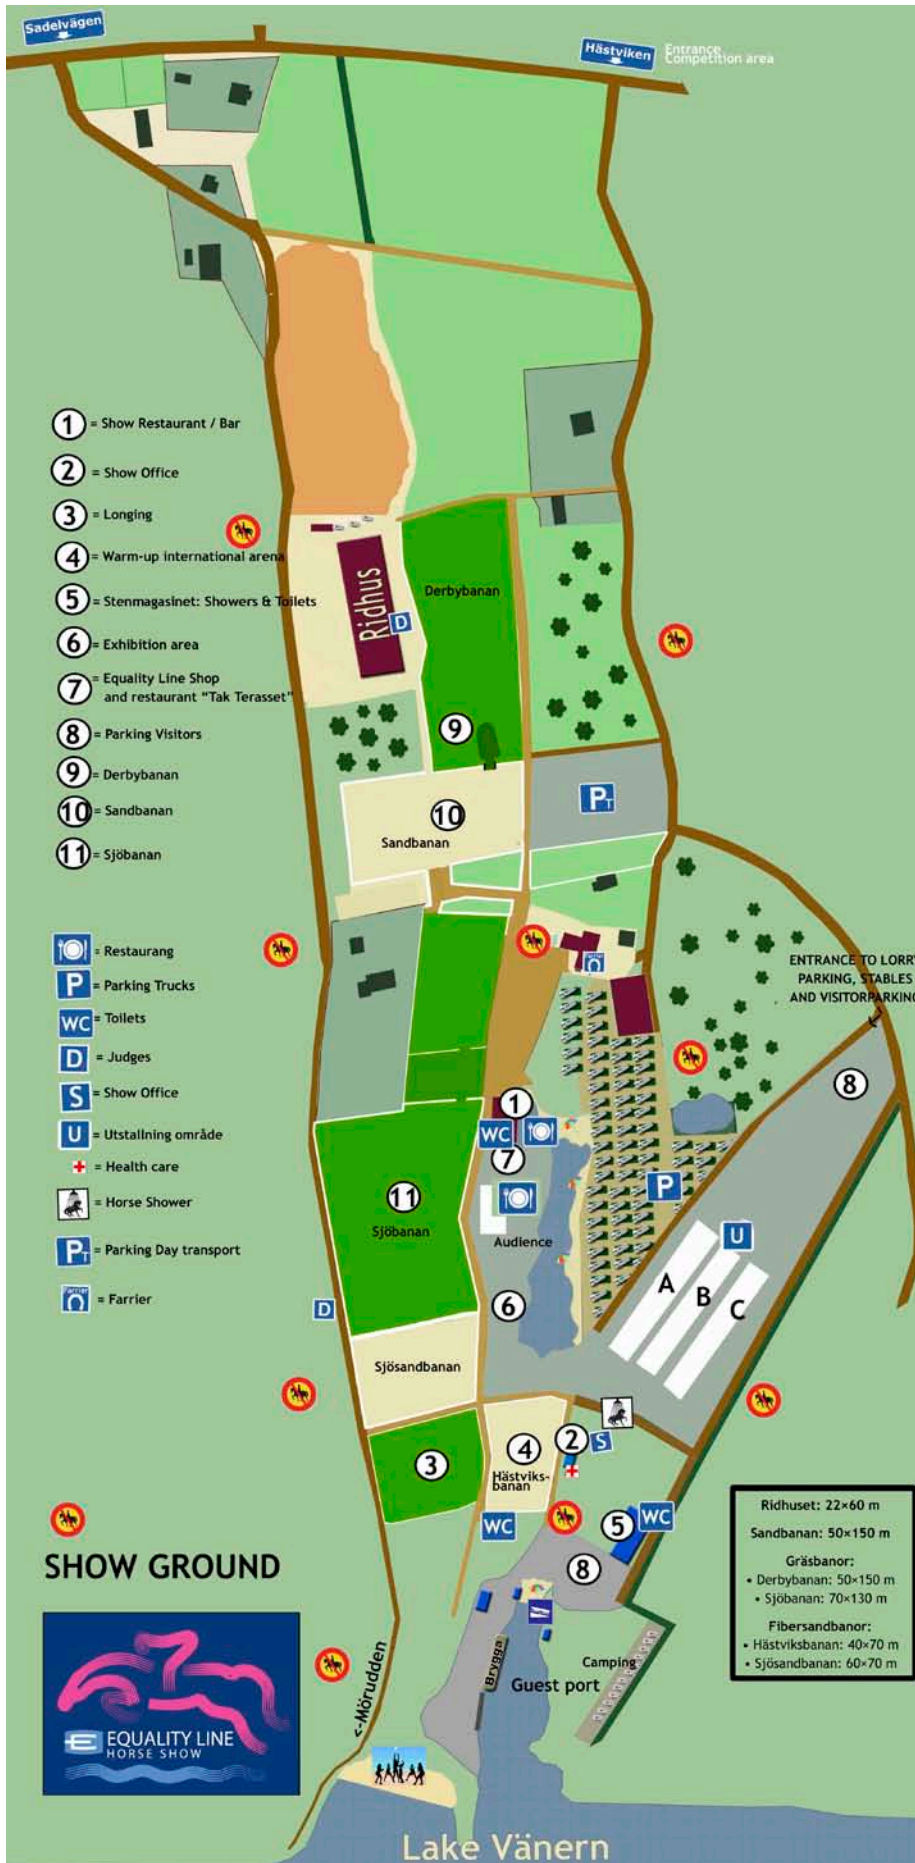 Sadelvägen
Hästviken
Entrance
Competition area
1 = Show Restaurant / Bar
2 = Show Office
3 = Longing
4 = Warm-up international arena
5 = Stenmagasinet: Showers & Toilets
6 = Exhibition area
7 = Equality Line Shop
and restaurant "Tak Terasset"
8 = Parking Visitors
9 = Derbybanan
10 = Sandbanan
11 = Sjöbanan
Ridhus
D
Derbybanan
9
PT
10
Sandbanan
= Restaurang
P = Parking Trucks
WC = Toilets
D = Judges
S = Show Office
U = Utstallning område
= Health care
= Horse Shower
PT = Parking Day transport
Farrier = Farrier
Farrier
ENTRANCE TO LORRY
PARKING, STABLES
AND VISITORPARKING
8
1
WC
7
P
11
Sjöbanan
Audience
U
A
B
C
6
D
Sjösandbanan
3
4
Hästviks-
banan
2
S
WC
5
WC
8
Brygga
Camping
Guest port
<-Mörudden
Ridhuset: 22×60 m
Sandbanan: 50×150 m
Gräsbanor:
• Derbybanan: 50×150 m
• Sjöbanan: 70×130 m
Fibersandbanor:
• Hästviksbanan: 40×70 m
• Sjösandbanan: 60×70 m
SHOW GROUND
E EQUALITY LINE
HORSE SHOW
Lake Vänern